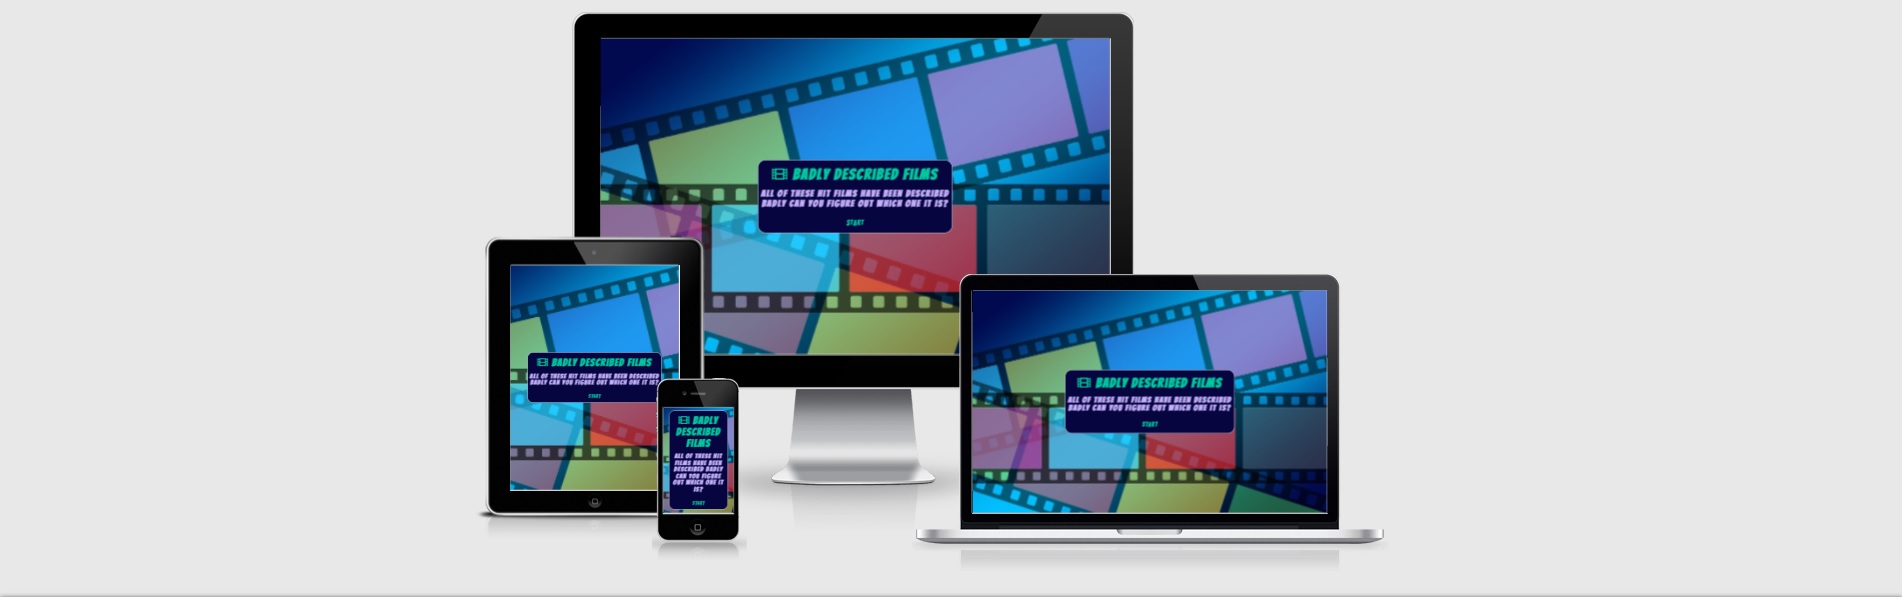 BADLY DESCRIBED FILMS
ALL OF THESE HIT FILMS HAVE BEEN DESCRIBED
BADLY CAN YOU FIGURE OUT WHICH ONE IT IS?
START
BADLY DESCRIBED FILMS
ALL OF THESE HIT FILMS HAVE BEEN DESCRIBED
BADLY CAN YOU FIGURE OUT WHICH ONE IT IS?
START
BADLY
DESCRIBED
FILMS
ALL OF THESE HIT
FILMS HAVE BEEN
DESCRIBED BADLY
CAN YOU FIGURE
OUT WHICH ONE IT
IS?
START
BADLY DESCRIBED FILMS
ALL OF THESE HIT FILMS HAVE BEEN DESCRIBED
BADLY CAN YOU FIGURE OUT WHICH ONE IT IS?
START